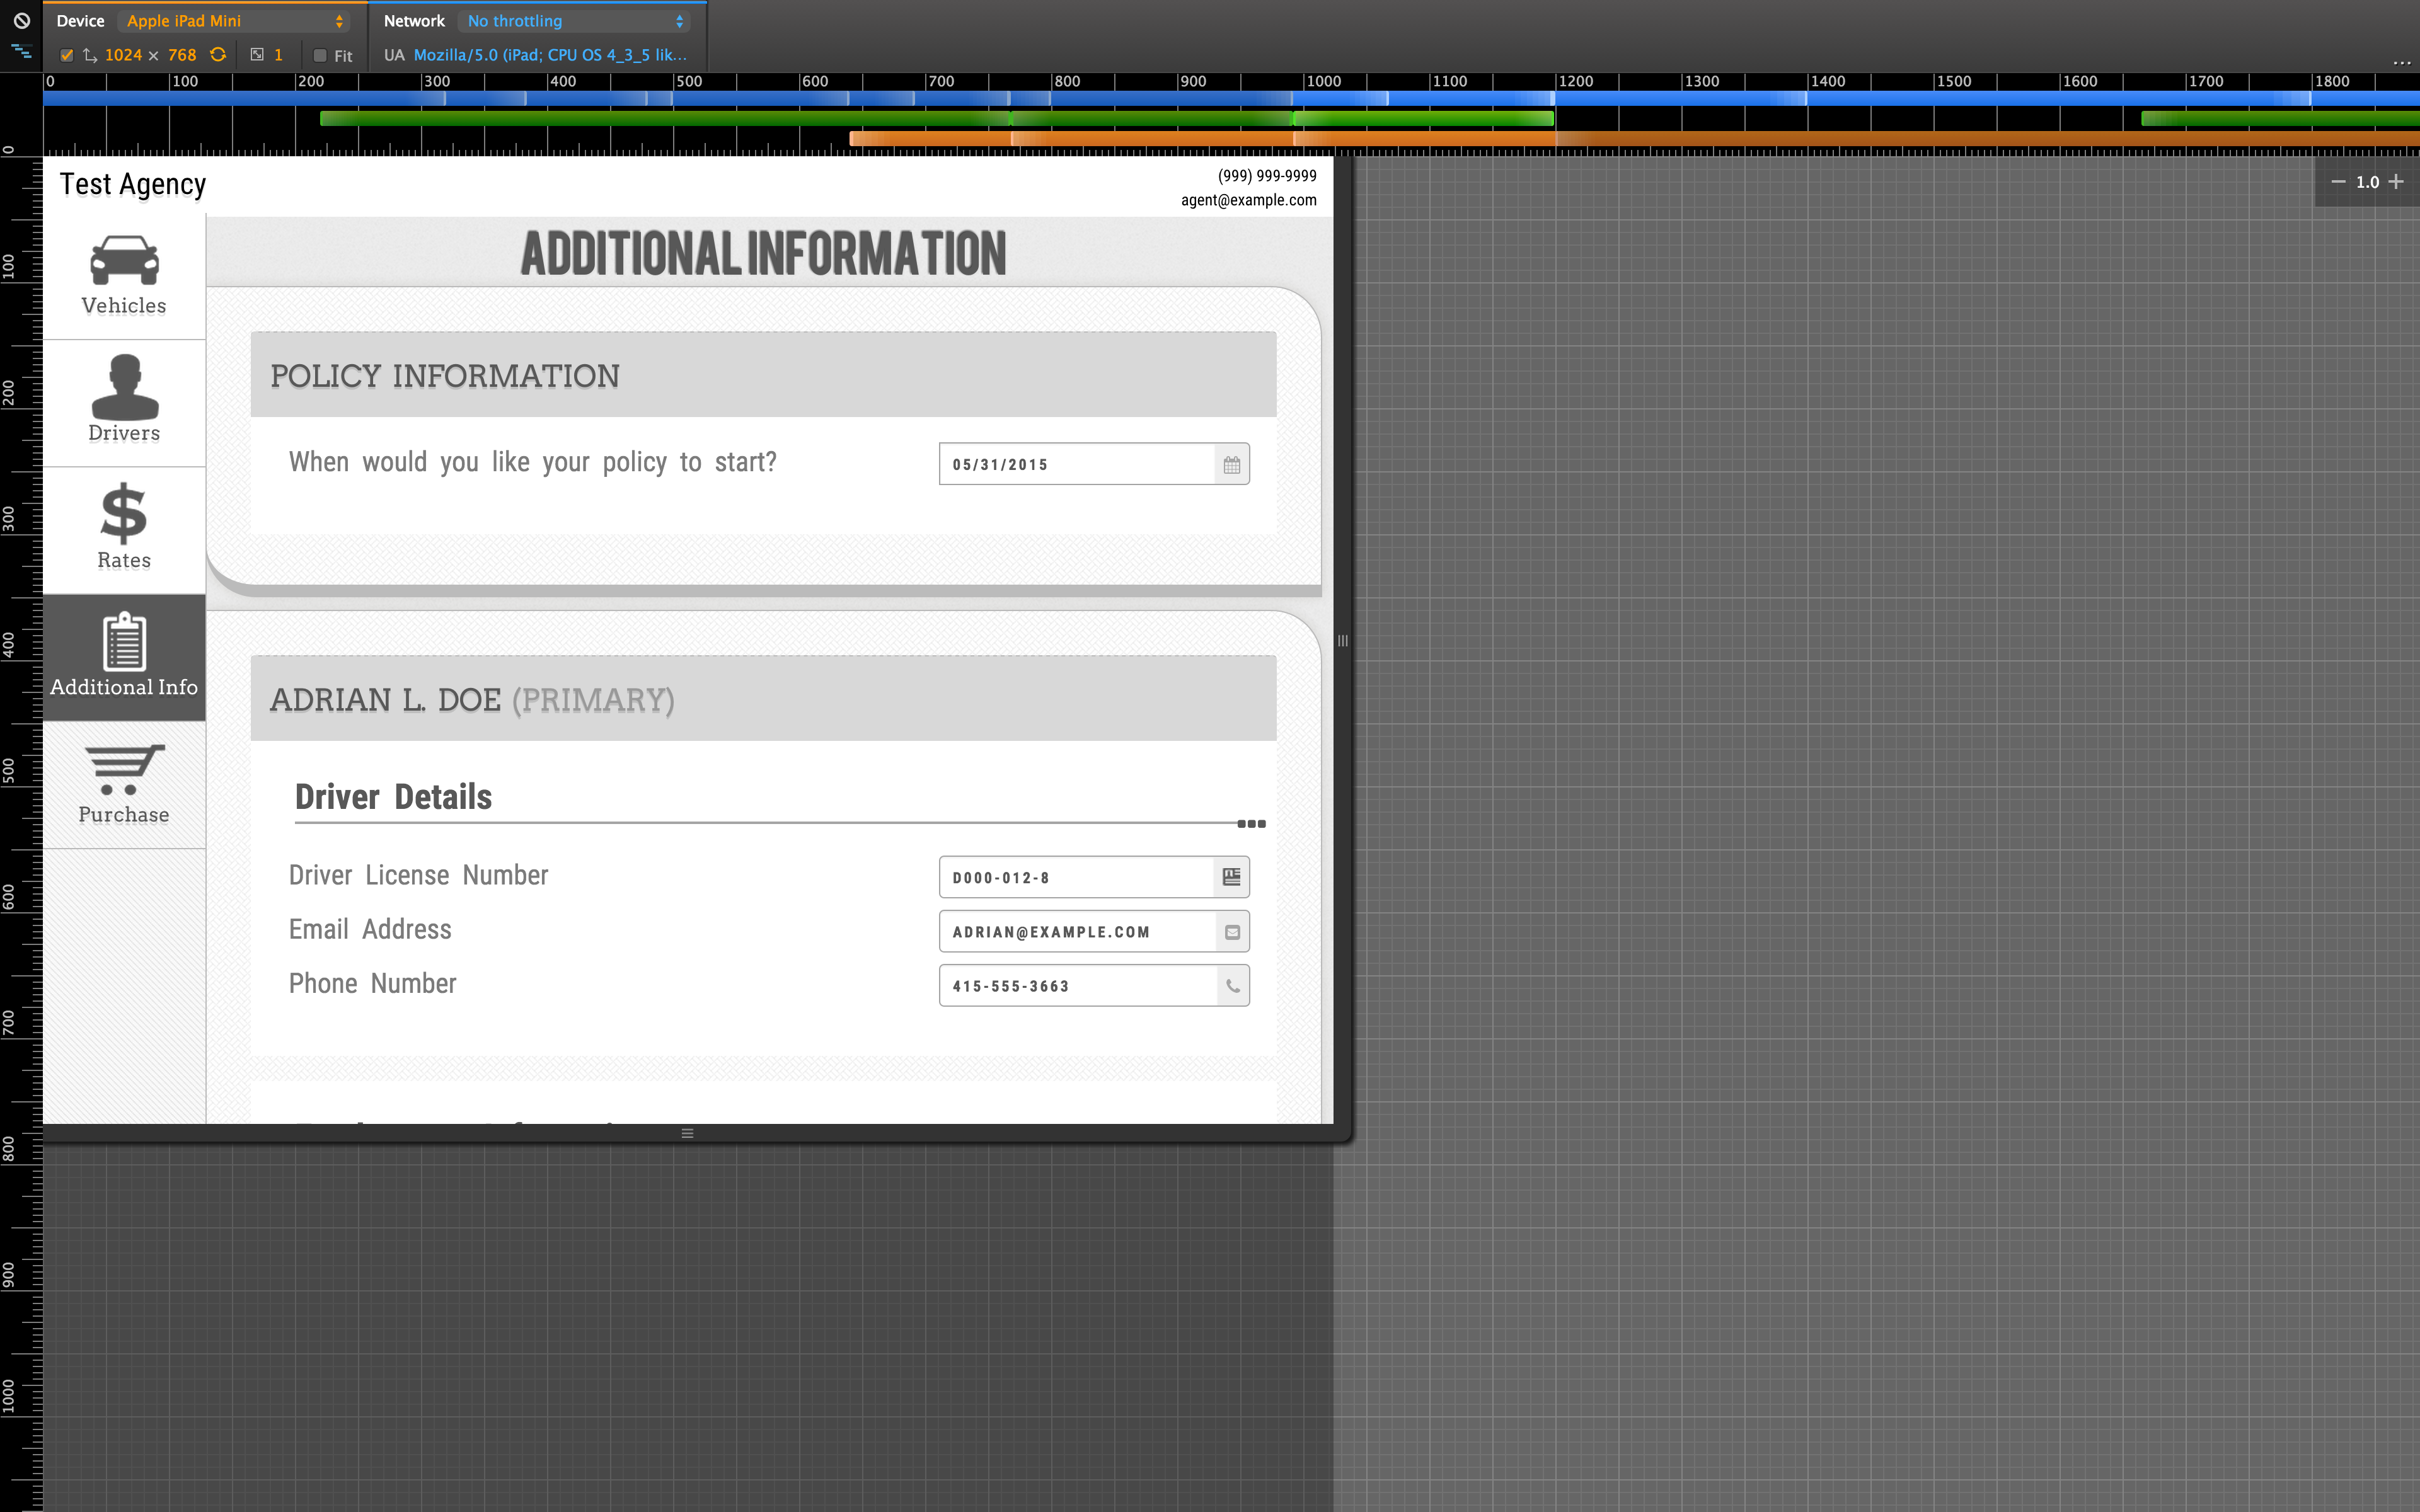 Device Apple iPad Mini Network No throttling
1024 × 768 1 Fit UA Mozilla/5.0 (iPad; CPU OS 4_3_5 lik...
...
0 100 200 300 400 500 600 700 800 900 1000 1100 1200 1300 1400 1500 1600 1700 1800
0
100
200
300
400
500
600
700
800
900
1000
1.0
Test Agency
(999) 999-9999
agent@example.com
Vehicles
Drivers
Rates
Additional Info
Purchase
ADDITIONAL INFORMATION
POLICY INFORMATION
When would you like your policy to start? 05/31/2015
ADRIAN L. DOE (PRIMARY)
Driver Details
Driver License Number D000-012-8
Email Address ADRIAN@EXAMPLE.COM
Phone Number 415-555-3663